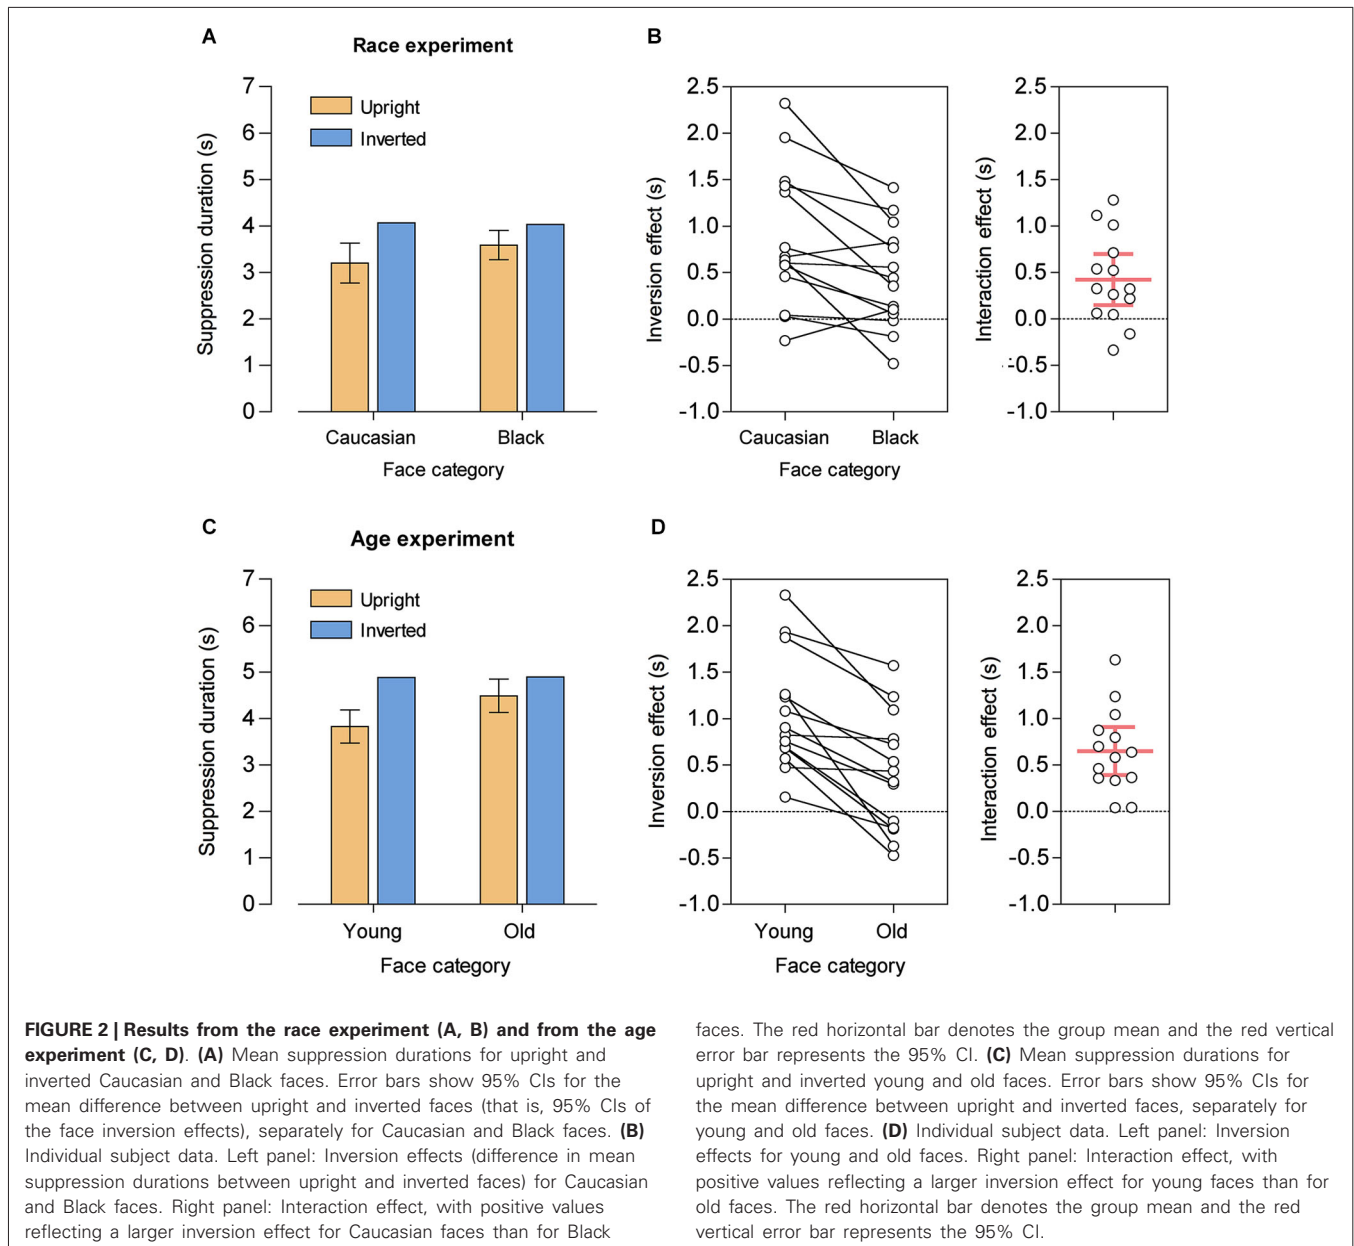 A
Race experiment
7
6
5
4
3
2
1
0
Suppression duration (s)
Upright
Inverted
Caucasian
Black
Face category
B
2.5
2.0
1.5
1.0
0.5
0.0
-0.5
-1.0
Inversion effect (s)
Caucasian
Black
Face category
2.5
2.0
1.5
1.0
0.5
0.0
-0.5
-1.0
Interaction effect (s)
C
Age experiment
7
6
5
4
3
2
1
0
Suppression duration (s)
Upright
Inverted
Young
Old
Face category
D
2.5
2.0
1.5
1.0
0.5
0.0
-0.5
-1.0
Inversion effect (s)
Young
Old
Face category
2.5
2.0
1.5
1.0
0.5
0.0
-0.5
-1.0
Interaction effect (s)
FIGURE 2 | Results from the race experiment (A, B) and from the age
experiment (C, D). (A) Mean suppression durations for upright and
inverted Caucasian and Black faces. Error bars show 95% CIs for the
mean difference between upright and inverted faces (that is, 95% CIs of
the face inversion effects), separately for Caucasian and Black faces. (B)
Individual subject data. Left panel: Inversion effects (difference in mean
suppression durations between upright and inverted faces) for Caucasian
and Black faces. Right panel: Interaction effect, with positive values
reflecting a larger inversion effect for Caucasian faces than for Black
faces. The red horizontal bar denotes the group mean and the red vertical
error bar represents the 95% CI. (C) Mean suppression durations for
upright and inverted young and old faces. Error bars show 95% CIs for
the mean difference between upright and inverted faces, separately for
young and old faces. (D) Individual subject data. Left panel: Inversion
effects for young and old faces. Right panel: Interaction effect, with
positive values reflecting a larger inversion effect for young faces than for
old faces. The red horizontal bar denotes the group mean and the red
vertical error bar represents the 95% CI.